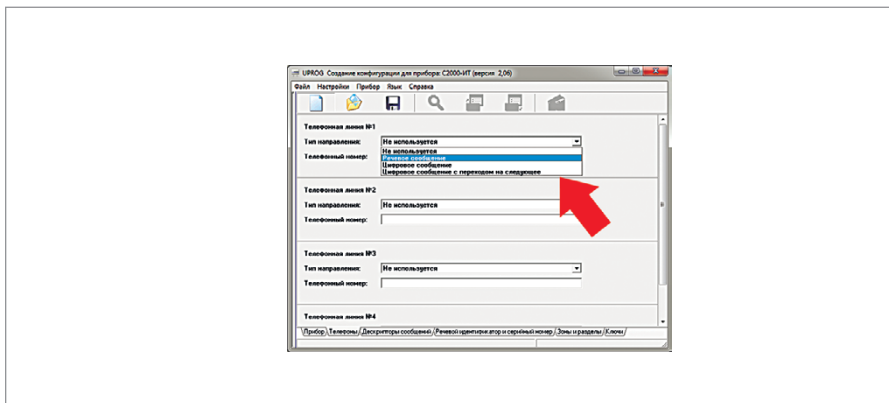 UPROG Создание конфигурации для прибора: С2000-ИТ (версия 2,06)
Файл Настройки Прибор Язык Справка
Телефонная линия №1
Тип направления: Не используется
Не используется
Телефонный номер: Речевое сообщение
Цифровое сообщение
Цифровое сообщение с переходом на следующее
Телефонная линия №2
Тип направления: Не используется
Телефонный номер:
Телефонная линия №3
Тип направления: Не используется
Телефонный номер:
Телефонная линия №4
Прибор Телефоны Дескрипторы сообщений Речевой идентификатор и серийный номер Зоны и разделы Ключи